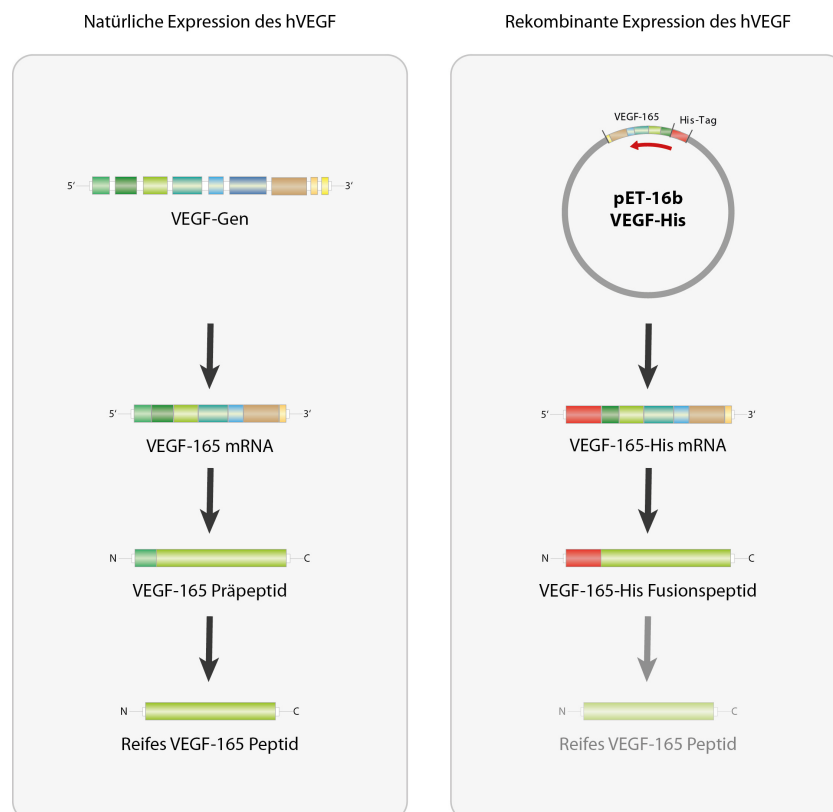 Natürliche Expression des hVEGF
5' 3'
VEGF-Gen
5' 3'
VEGF-165 mRNA
N C
VEGF-165 Präpeptid
N C
Reifes VEGF-165 Peptid
Rekombinante Expression des hVEGF
VEGF-165
His-Tag
pET-16b
VEGF-His
5' 3'
VEGF-165-His mRNA
N C
VEGF-165-His Fusionspeptid
N C
Reifes VEGF-165 Peptid